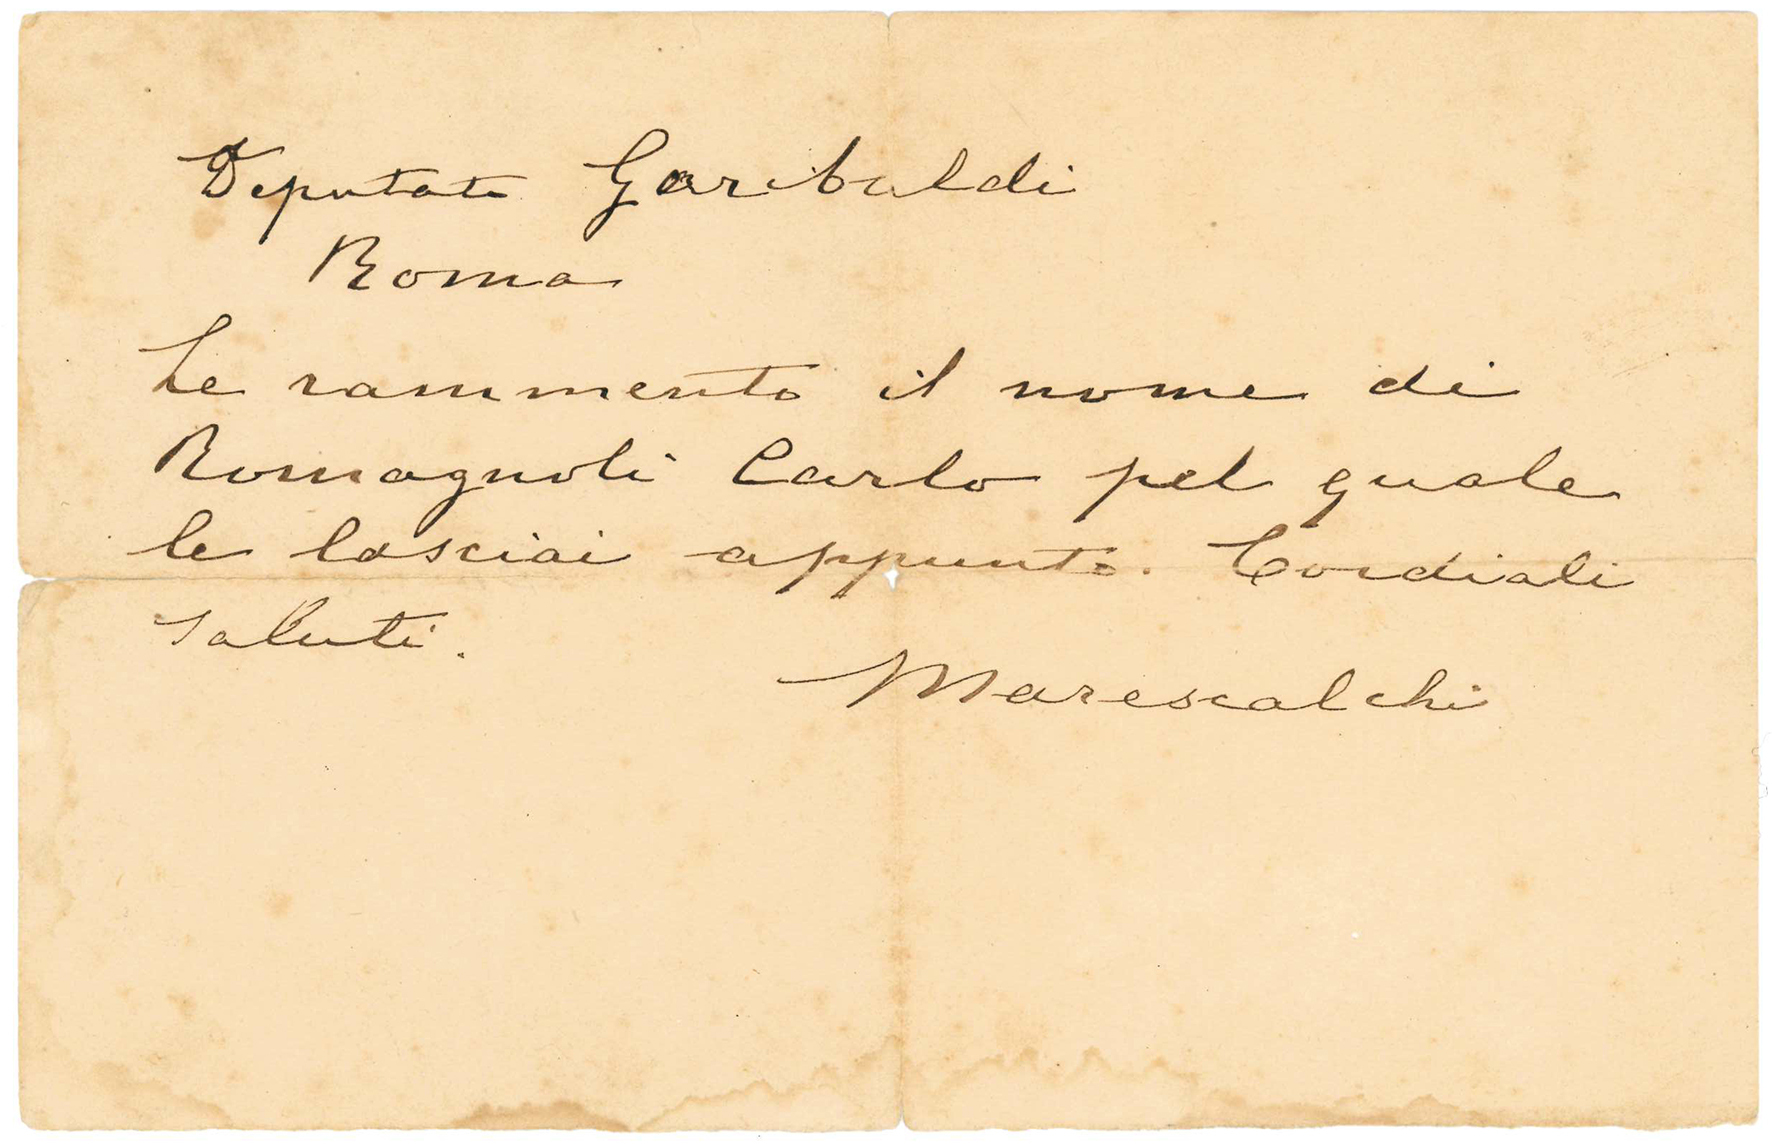 Deputato Garibaldi
Roma
Le rammento il nome di
Romagnoli Carlo pel quale
le lasciai appunto. Cordiali
saluti.
Marescalchi